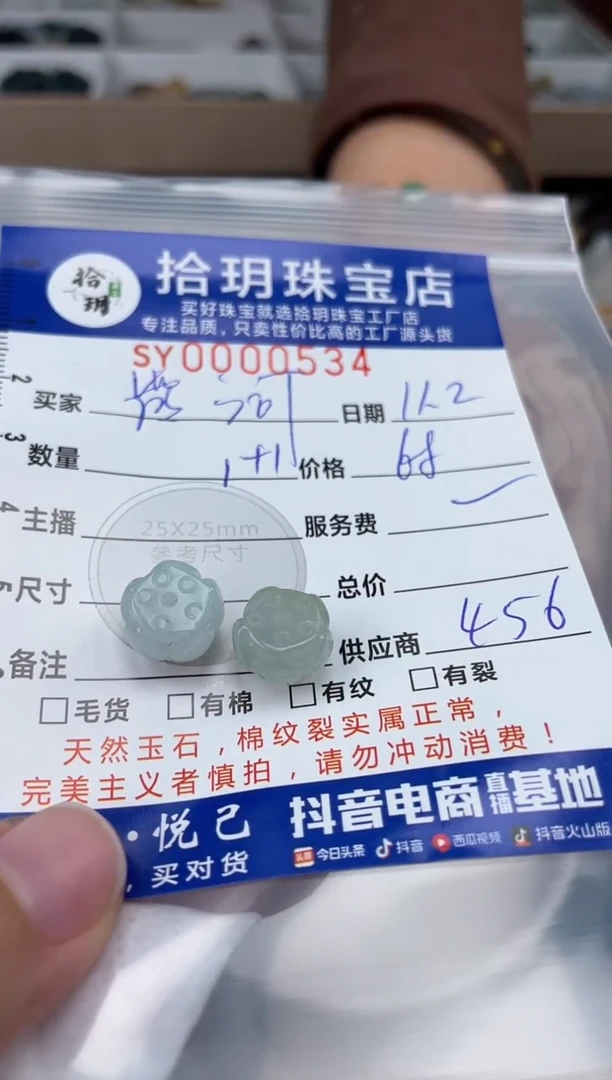 拾玥
拾玥珠宝店
买好珠宝就选拾玥珠宝工厂店
专注品质，只卖性价比高的工厂源头货
SY0000534
买家 日期 11.2
数量 1+1 价格 68
主播 服务费
25X25mm
参考尺寸
尺寸 总价
备注 供应商 456
□毛货 □有棉 □有纹 □有裂
天然玉石，棉纹裂实属正常，
完美主义者慎拍，请勿冲动消费！
·悦己 抖音电商直播基地
，买对货 头条 今日头条 抖音 西瓜视频 抖音火山版